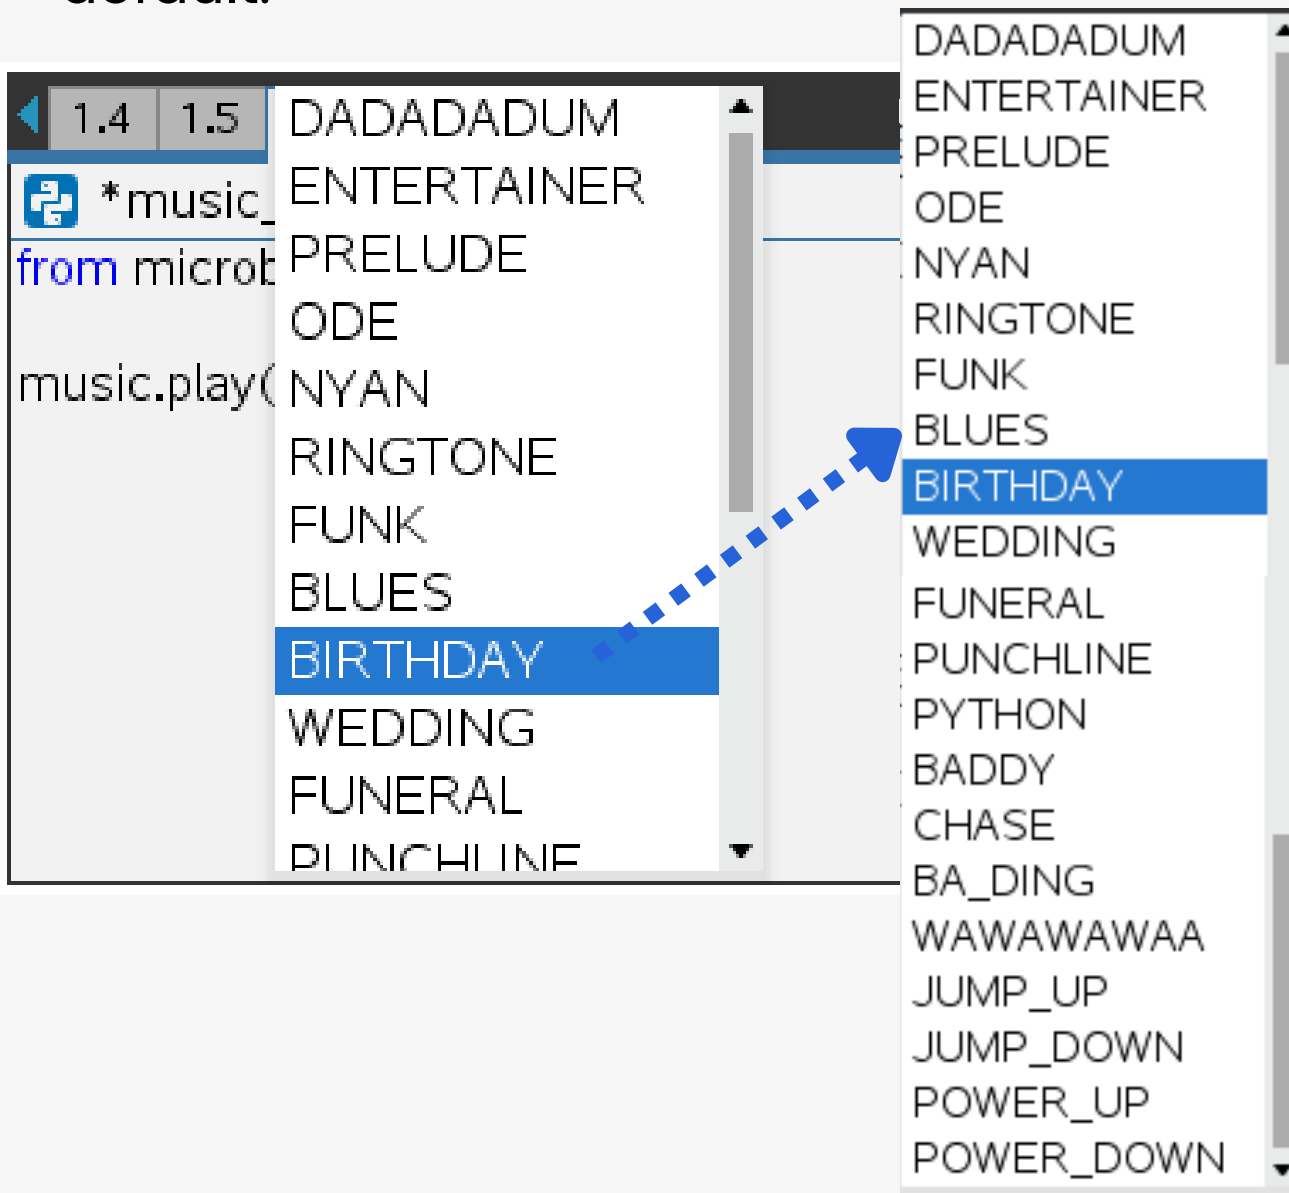 default.
1.4 1.5
*music_
from microb
music.play(
DADADADUM
ENTERTAINER
PRELUDE
ODE
NYAN
RINGTONE
FUNK
BLUES
BIRTHDAY
WEDDING
FUNERAL
PUNCHLINE
DADADADUM
ENTERTAINER
PRELUDE
ODE
NYAN
RINGTONE
FUNK
BLUES
BIRTHDAY
WEDDING
FUNERAL
PUNCHLINE
PYTHON
BADDY
CHASE
BA_DING
WAWAWAWAA
JUMP_UP
JUMP_DOWN
POWER_UP
POWER_DOWN